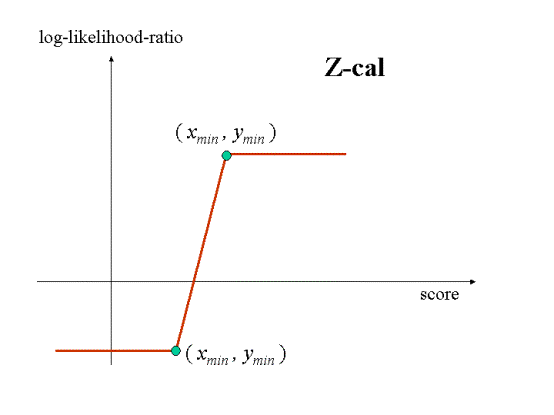 log-likelihood-ratio
Z-cal
( x_min , y_min )
score
( x_min , y_min )